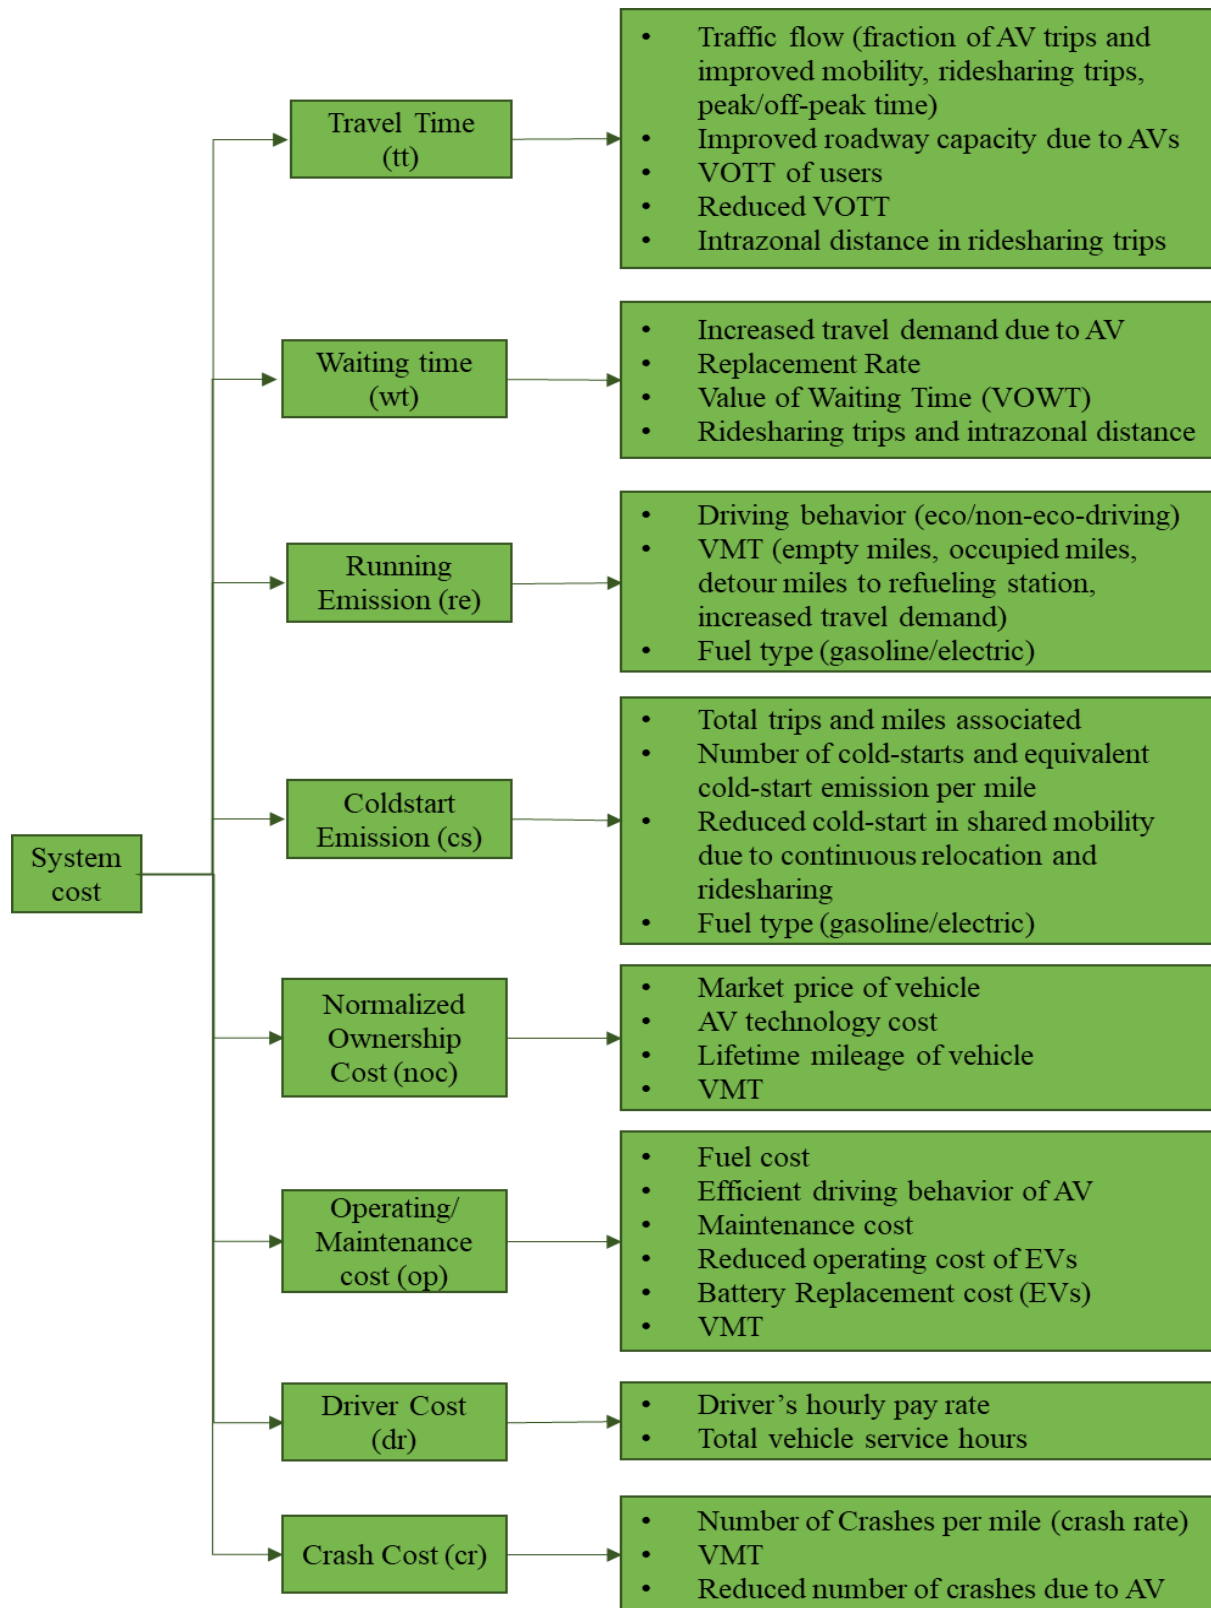 System
cost
Travel Time
(tt)
• Traffic flow (fraction of AV trips and
improved mobility, ridesharing trips,
peak/off-peak time)
• Improved roadway capacity due to AVs
• VOTT of users
• Reduced VOTT
• Intrazonal distance in ridesharing trips
Waiting time
(wt)
• Increased travel demand due to AV
• Replacement Rate
• Value of Waiting Time (VOWT)
• Ridesharing trips and intrazonal distance
Running
Emission (re)
• Driving behavior (eco/non-eco-driving)
• VMT (empty miles, occupied miles,
detour miles to refueling station,
increased travel demand)
• Fuel type (gasoline/electric)
Coldstart
Emission (cs)
• Total trips and miles associated
• Number of cold-starts and equivalent
cold-start emission per mile
• Reduced cold-start in shared mobility
due to continuous relocation and
ridesharing
• Fuel type (gasoline/electric)
Normalized
Ownership
Cost (noc)
• Market price of vehicle
• AV technology cost
• Lifetime mileage of vehicle
• VMT
Operating/
Maintenance
cost (op)
• Fuel cost
• Efficient driving behavior of AV
• Maintenance cost
• Reduced operating cost of EVs
• Battery Replacement cost (EVs)
• VMT
Driver Cost
(dr)
• Driver’s hourly pay rate
• Total vehicle service hours
Crash Cost (cr)
• Number of Crashes per mile (crash rate)
• VMT
• Reduced number of crashes due to AV